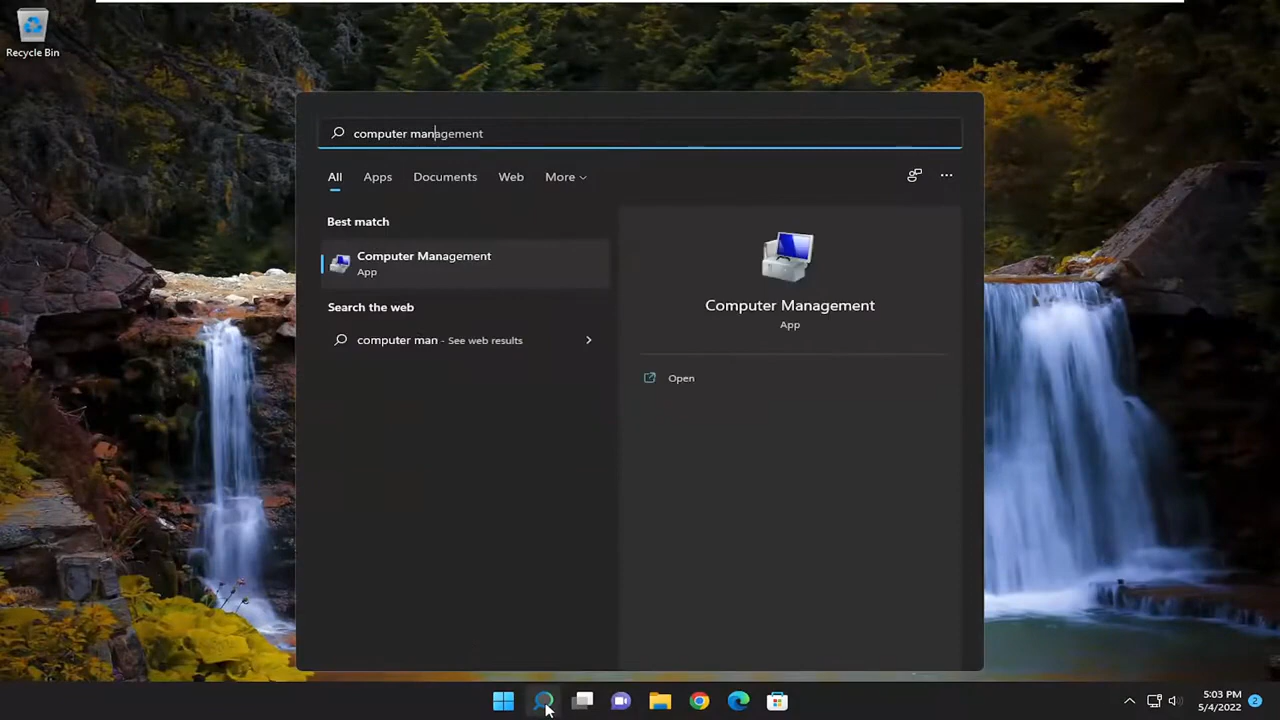 Recycle Bin
computer management
All Apps Documents Web More
Best match
Computer Management
App
Search the web
computer man - See web results
Computer Management
App
Open
5:03 PM
5/4/2022
2